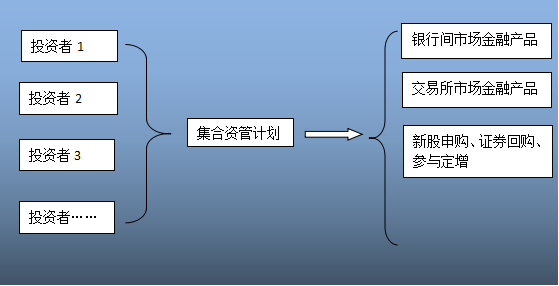 投资者 1
投资者 2
投资者 3
投资者……
集合资管计划
银行间市场金融产品
交易所市场金融产品
新股申购、证券回购、
参与定增